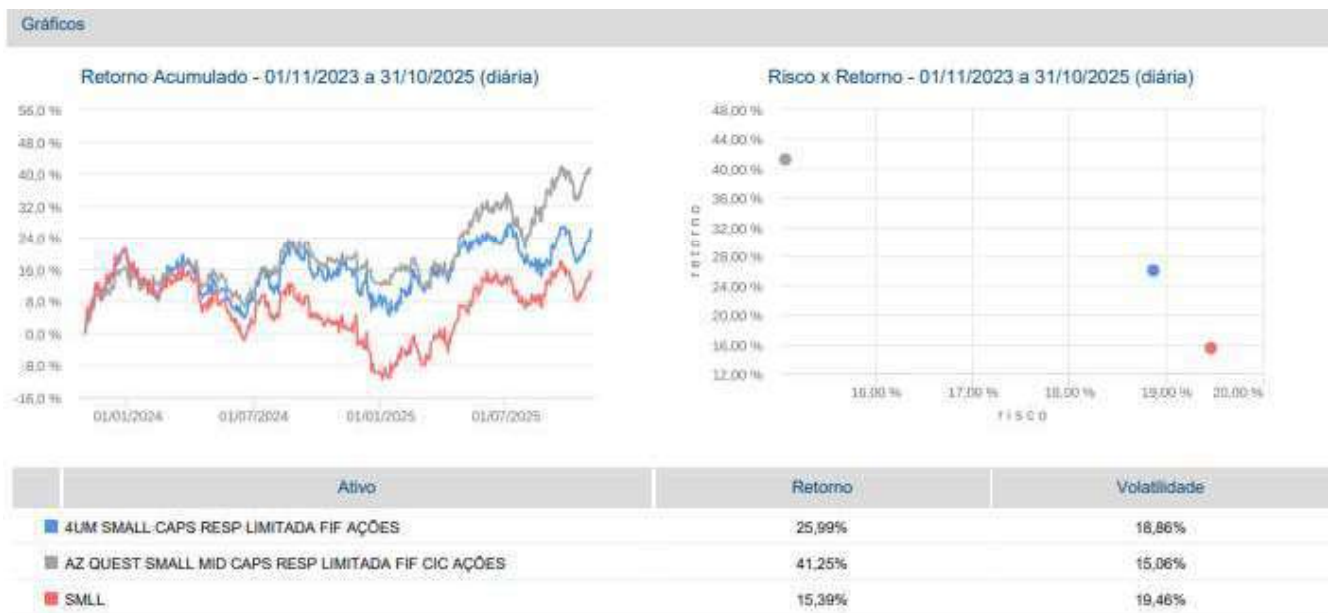 Gráficos
Retorno Acumulado - 01/11/2023 a 31/10/2025 (diária)
56,0 %
48,0 %
40,0 %
32,0 %
24,0 %
16,0 %
8,0 %
0,0 %
-8,0 %
-16,0 %
01/01/2024 01/07/2024 01/01/2025 01/07/2025
Risco x Retorno - 01/11/2023 a 31/10/2025 (diária)
retorno
48,00 %
44,00 %
40,00 %
36,00 %
32,00 %
28,00 %
24,00 %
20,00 %
16,00 %
12,00 %
16,00 % 17,00 % 18,00 % 19,00 % 20,00 %
risco
Ativo Retorno Volatilidade
4UM SMALL CAPS RESP LIMITADA FIF AÇÕES 25,99% 18,86%
AZ QUEST SMALL MID CAPS RESP LIMITADA FIF CIC AÇÕES 41,25% 15,06%
SMLL 15,39% 19,46%